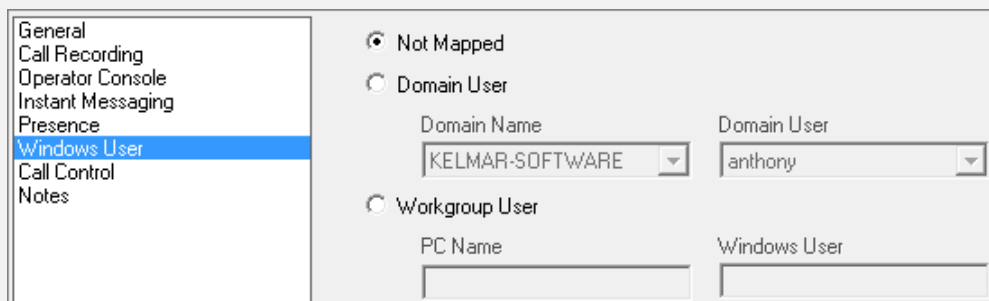 General
Call Recording
Operator Console
Instant Messaging
Presence
Windows User
Call Control
Notes
Not Mapped
Domain User
Domain Name
Domain User
KELMAR-SOFTWARE
anthony
Workgroup User
PC Name
Windows User